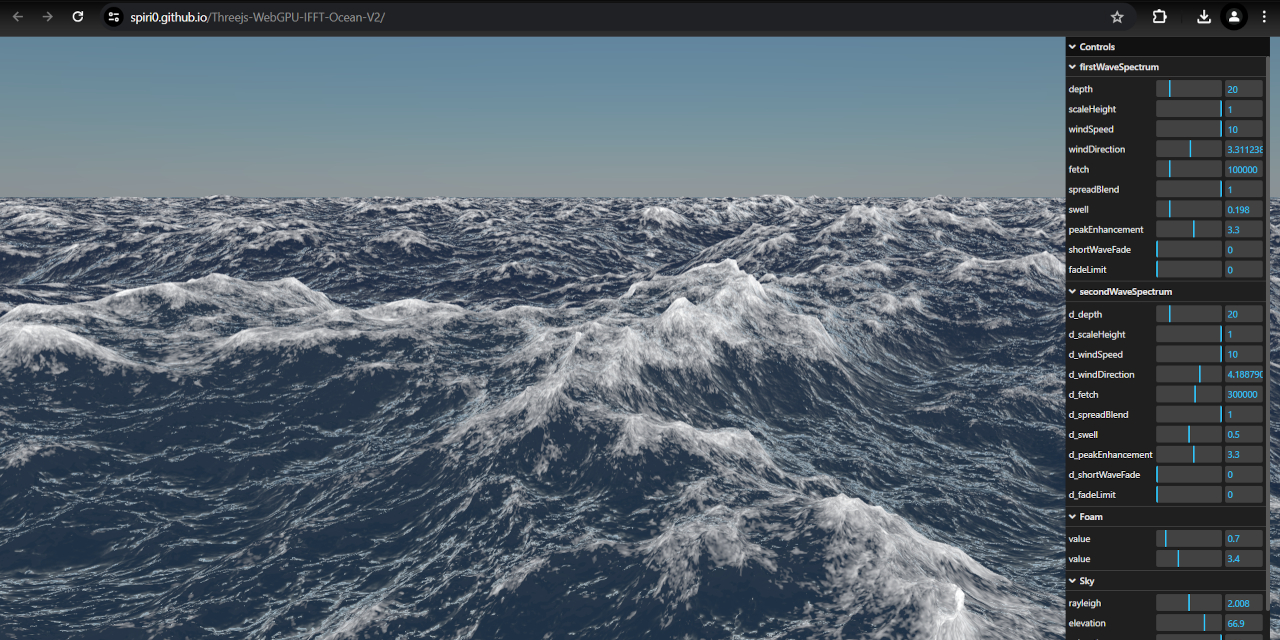 spiri0.github.io/Threejs-WebGPU-IFFT-Ocean-V2/
Controls
firstWaveSpectrum
depth 20
scaleHeight 1
windSpeed 10
windDirection 3.311238
fetch 100000
spreadBlend 1
swell 0.198
peakEnhancement 3.3
shortWaveFade 0
fadeLimit 0
secondWaveSpectrum
d_depth 20
d_scaleHeight 1
d_windSpeed 10
d_windDirection 4.188790
d_fetch 300000
d_spreadBlend 1
d_swell 0.5
d_peakEnhancement 3.3
d_shortWaveFade 0
d_fadeLimit 0
Foam
value 0.7
value 3.4
Sky
rayleigh 2.008
elevation 66.9